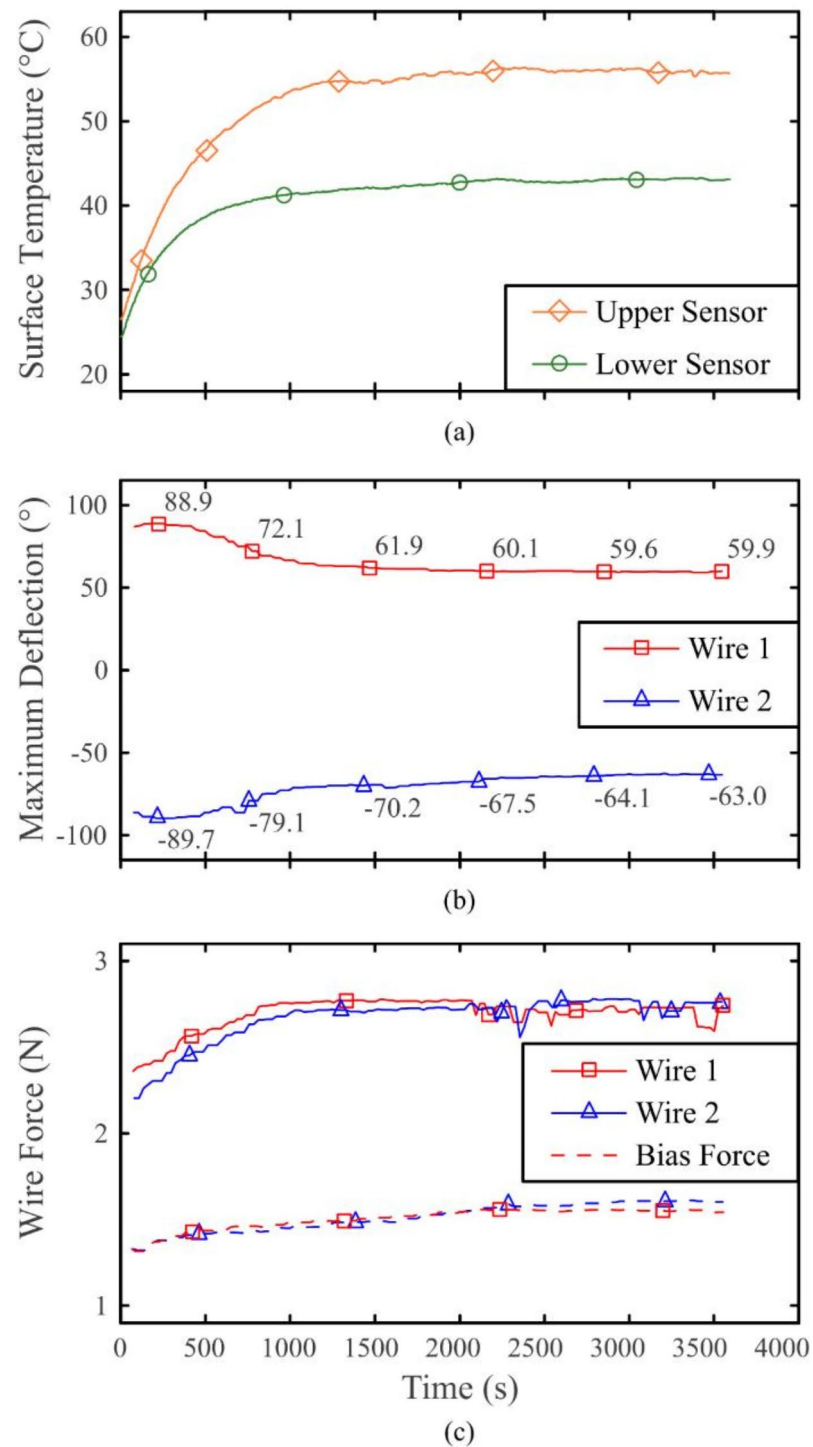 60
50
40
30
20
Surface Temperature (°C)
Upper Sensor
Lower Sensor
(a)
100
50
0
-50
-100
Maximum Deflection (°)
88.9
72.1
61.9
60.1
59.6
59.9
Wire 1
Wire 2
-89.7
-79.1
-70.2
-67.5
-64.1
-63.0
(b)
3
2
1
Wire Force (N)
Wire 1
Wire 2
Bias Force
0 500 1000 1500 2000 2500 3000 3500 4000
Time (s)
(c)